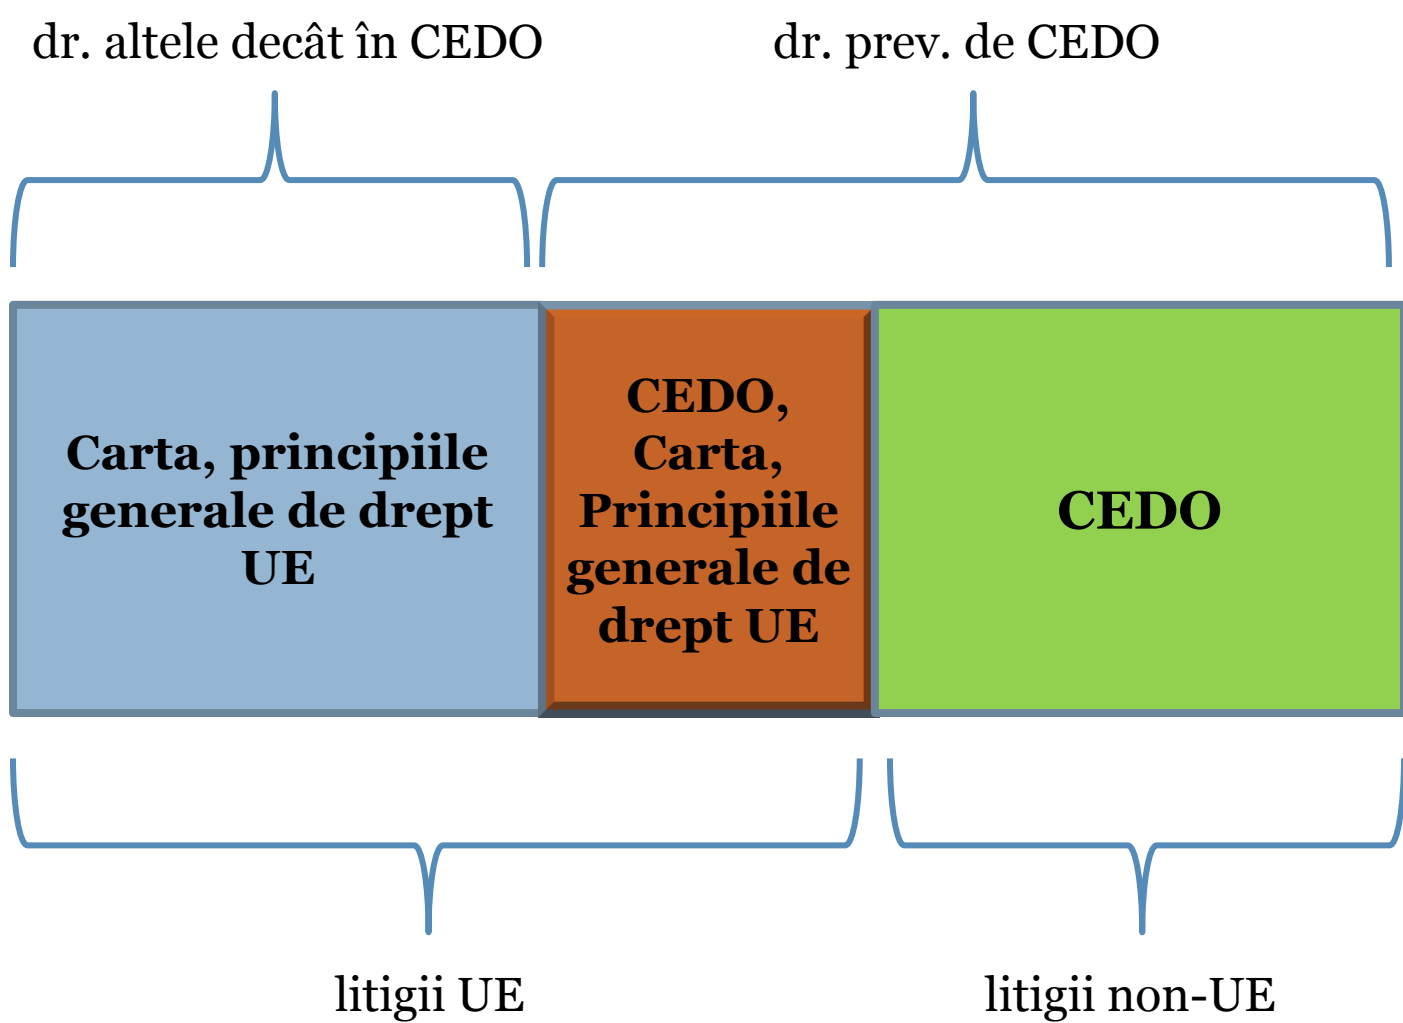 dr. altele decât în CEDO
dr. prev. de CEDO
Carta, principiile
generale de drept
UE
CEDO,
Carta,
Principiile
generale de
drept UE
CEDO
litigii UE
litigii non-UE